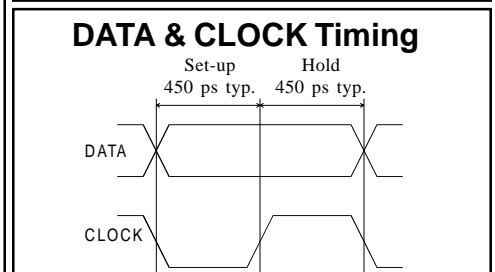 DATA & CLOCK Timing
Set-up Hold
450 ps typ. 450 ps typ.
DATA
CLOCK